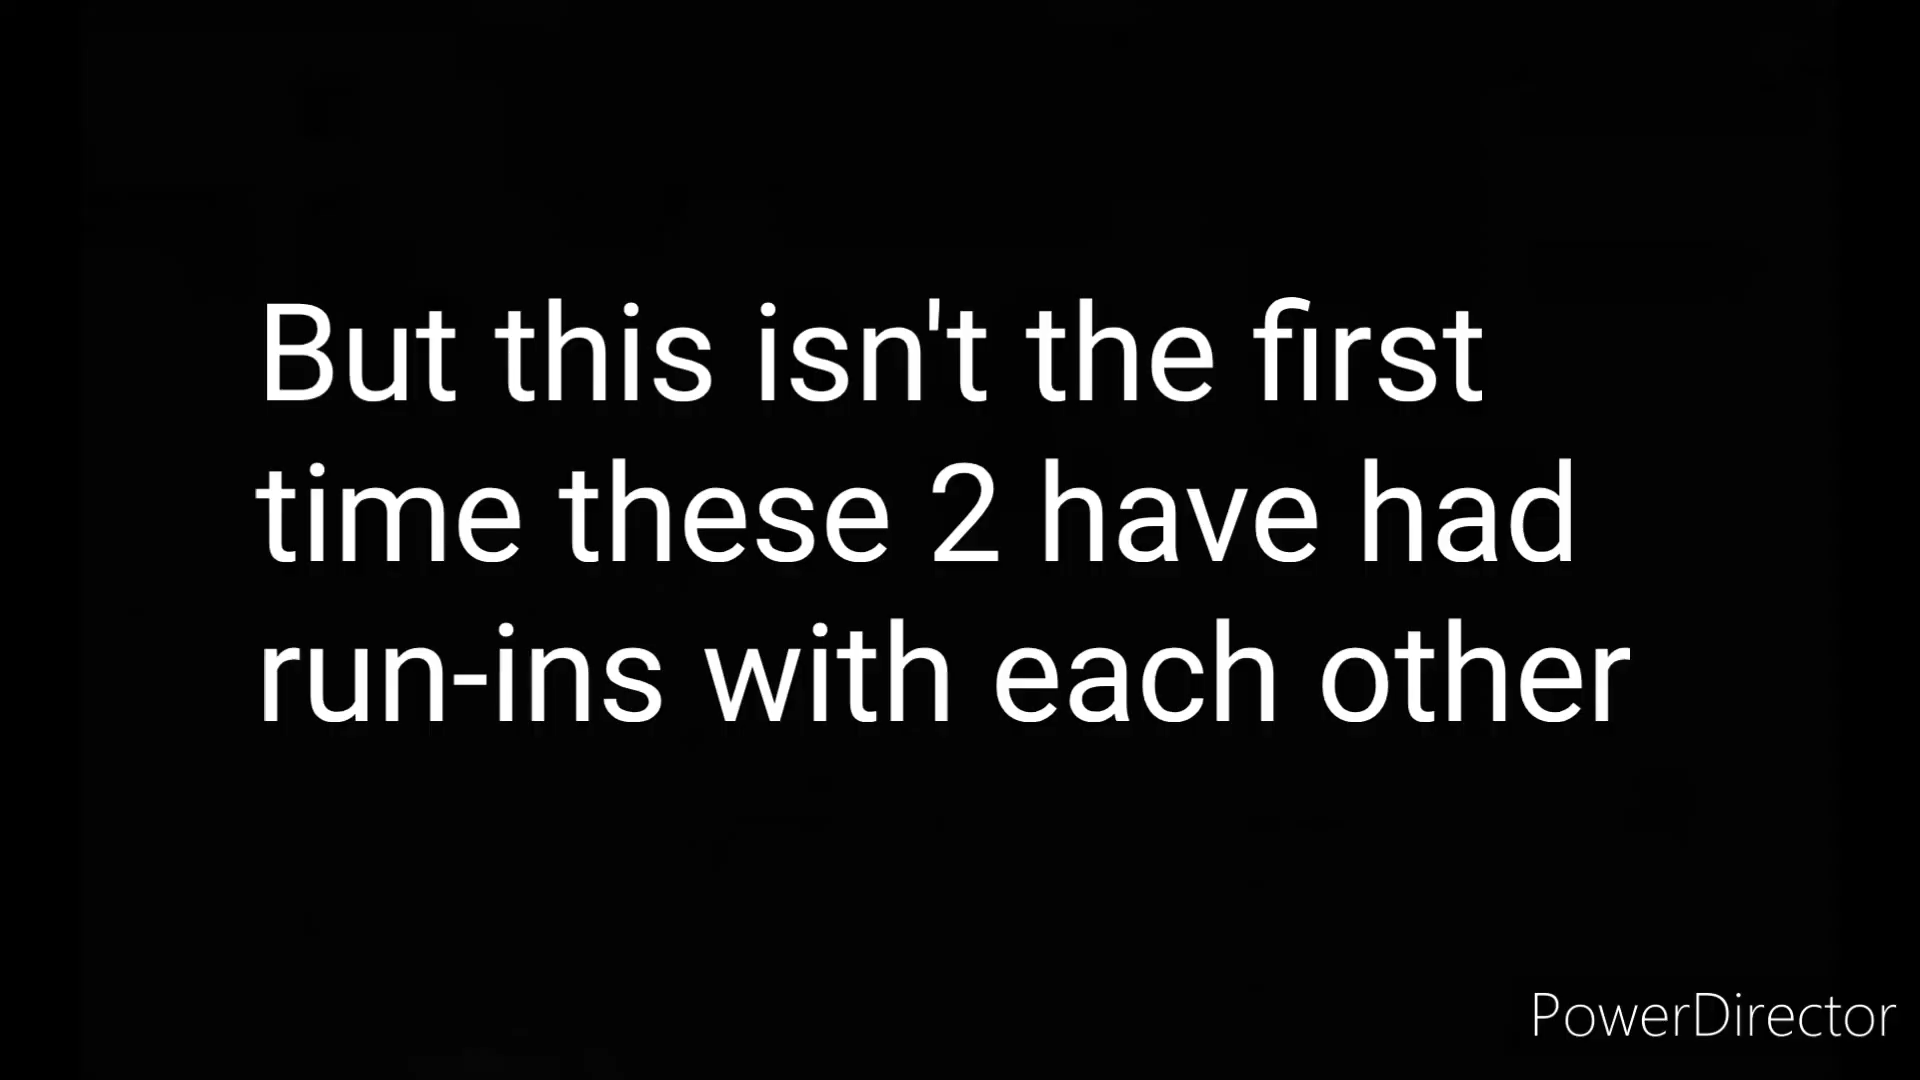 But this isn't the first
time these 2 have had
run-ins with each other
PowerDirector